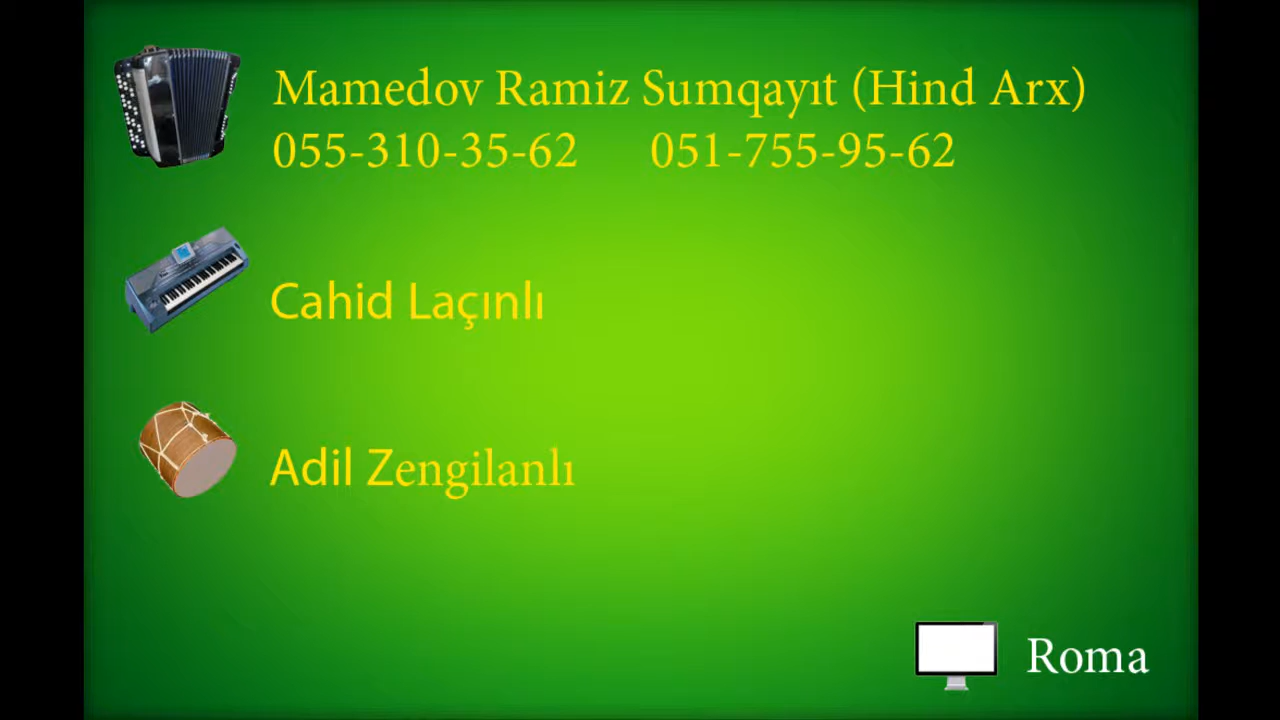 Mamedov Ramiz Sumqayıt (Hind Arx)
055-310-35-62 051-755-95-62
Cahid Laçınlı
Adil Zengilanlı
Roma